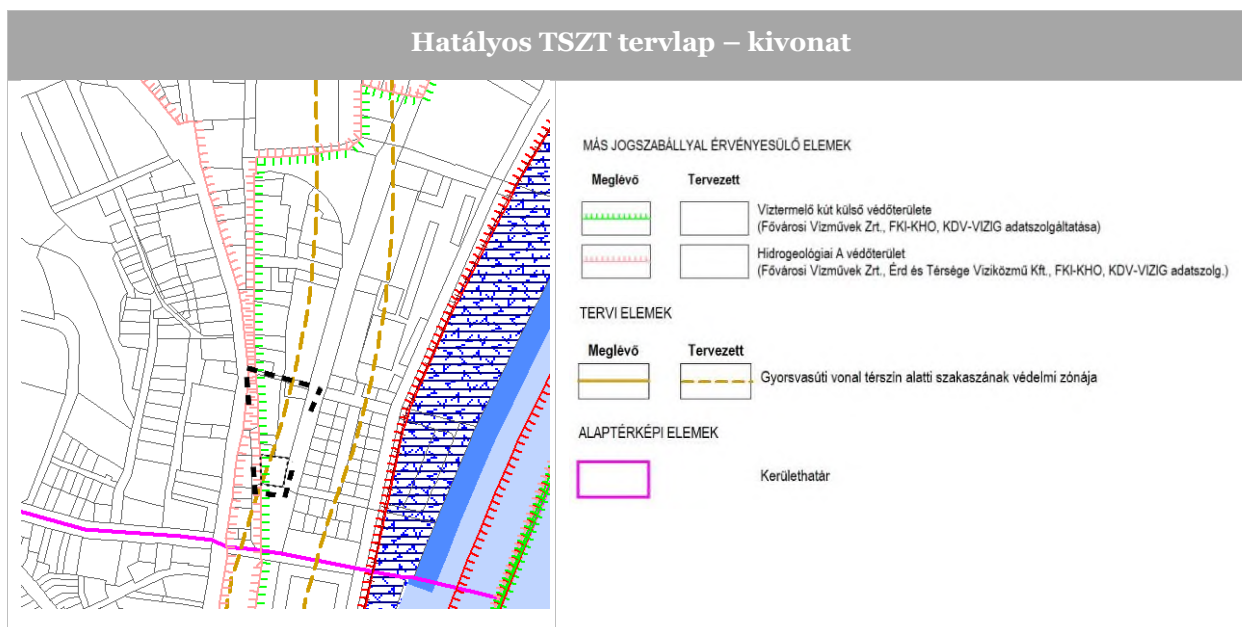 Hatályos TSZT tervlap – kivonat
MÁS JOGSZABÁLLYAL ÉRVÉNYESÜLŐ ELEMEK
Meglévő Tervezett
Víztermelő kút külső védőterülete
(Fővárosi Vízművek Zrt., FKI-KHO, KDV-VIZIG adatszolgáltatása)
Hidrogeológiai A védőterület
(Fővárosi Vízművek Zrt., Érd és Térsége Víziközmű Kft., FKI-KHO, KDV-VIZIG adatszolg.)
TERVI ELEMEK
Meglévő Tervezett
Gyorsvasúti vonal térszín alatti szakaszának védelmi zónája
ALAPTÉRKÉPI ELEMEK
Kerülethatár